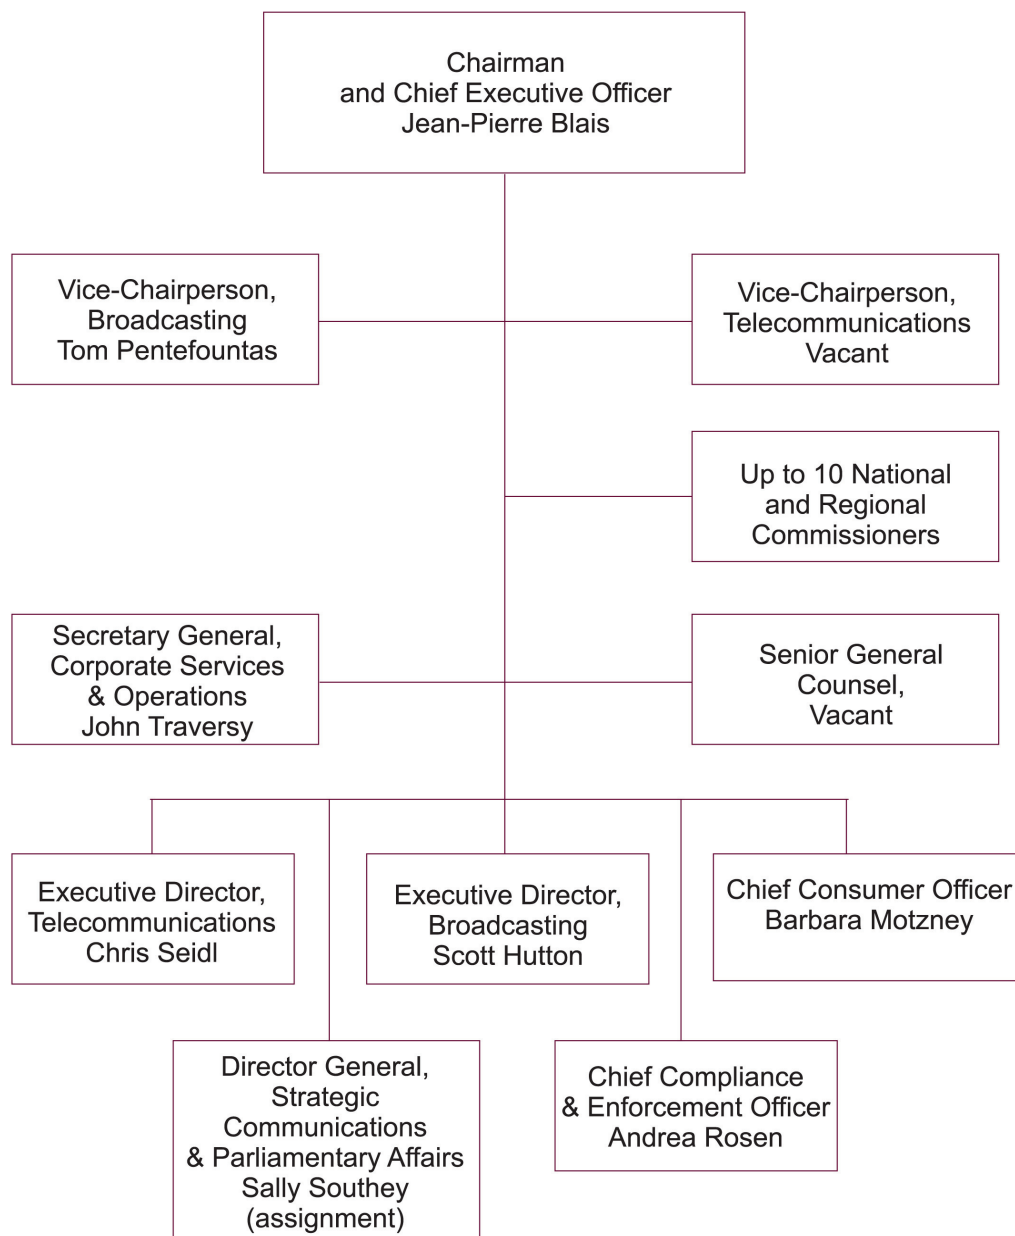 Chairman
and Chief Executive Officer
Jean-Pierre Blais
Vice-Chairperson,
Broadcasting
Tom Pentefountas
Vice-Chairperson,
Telecommunications
Vacant
Up to 10 National
and Regional
Commissioners
Secretary General,
Corporate Services
& Operations
John Traversy
Senior General
Counsel,
Vacant
Executive Director,
Telecommunications
Chris Seidl
Executive Director,
Broadcasting
Scott Hutton
Chief Consumer Officer
Barbara Motzney
Director General,
Strategic
Communications
& Parliamentary Affairs
Sally Southey
(assignment)
Chief Compliance
& Enforcement Officer
Andrea Rosen